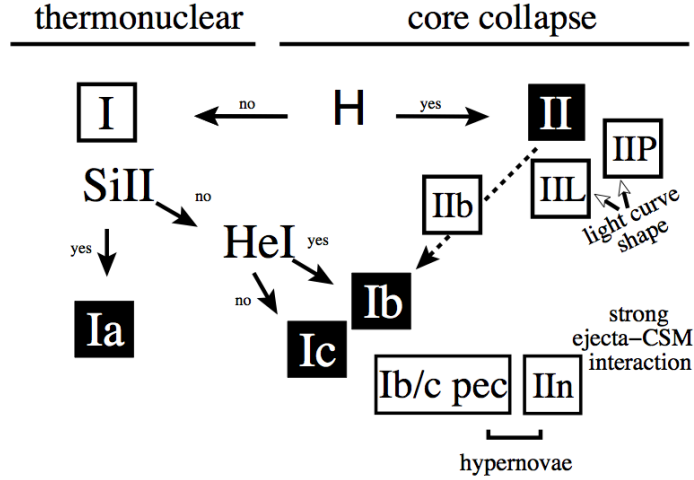 thermonuclear
core collapse
I
no
H
yes
II
IIP
SiII
no
IIb
IIL
light curve
shape
yes
HeI
yes
no
Ia
Ib
Ic
strong
ejecta–CSM
interaction
Ib/c pec
IIn
hypernovae